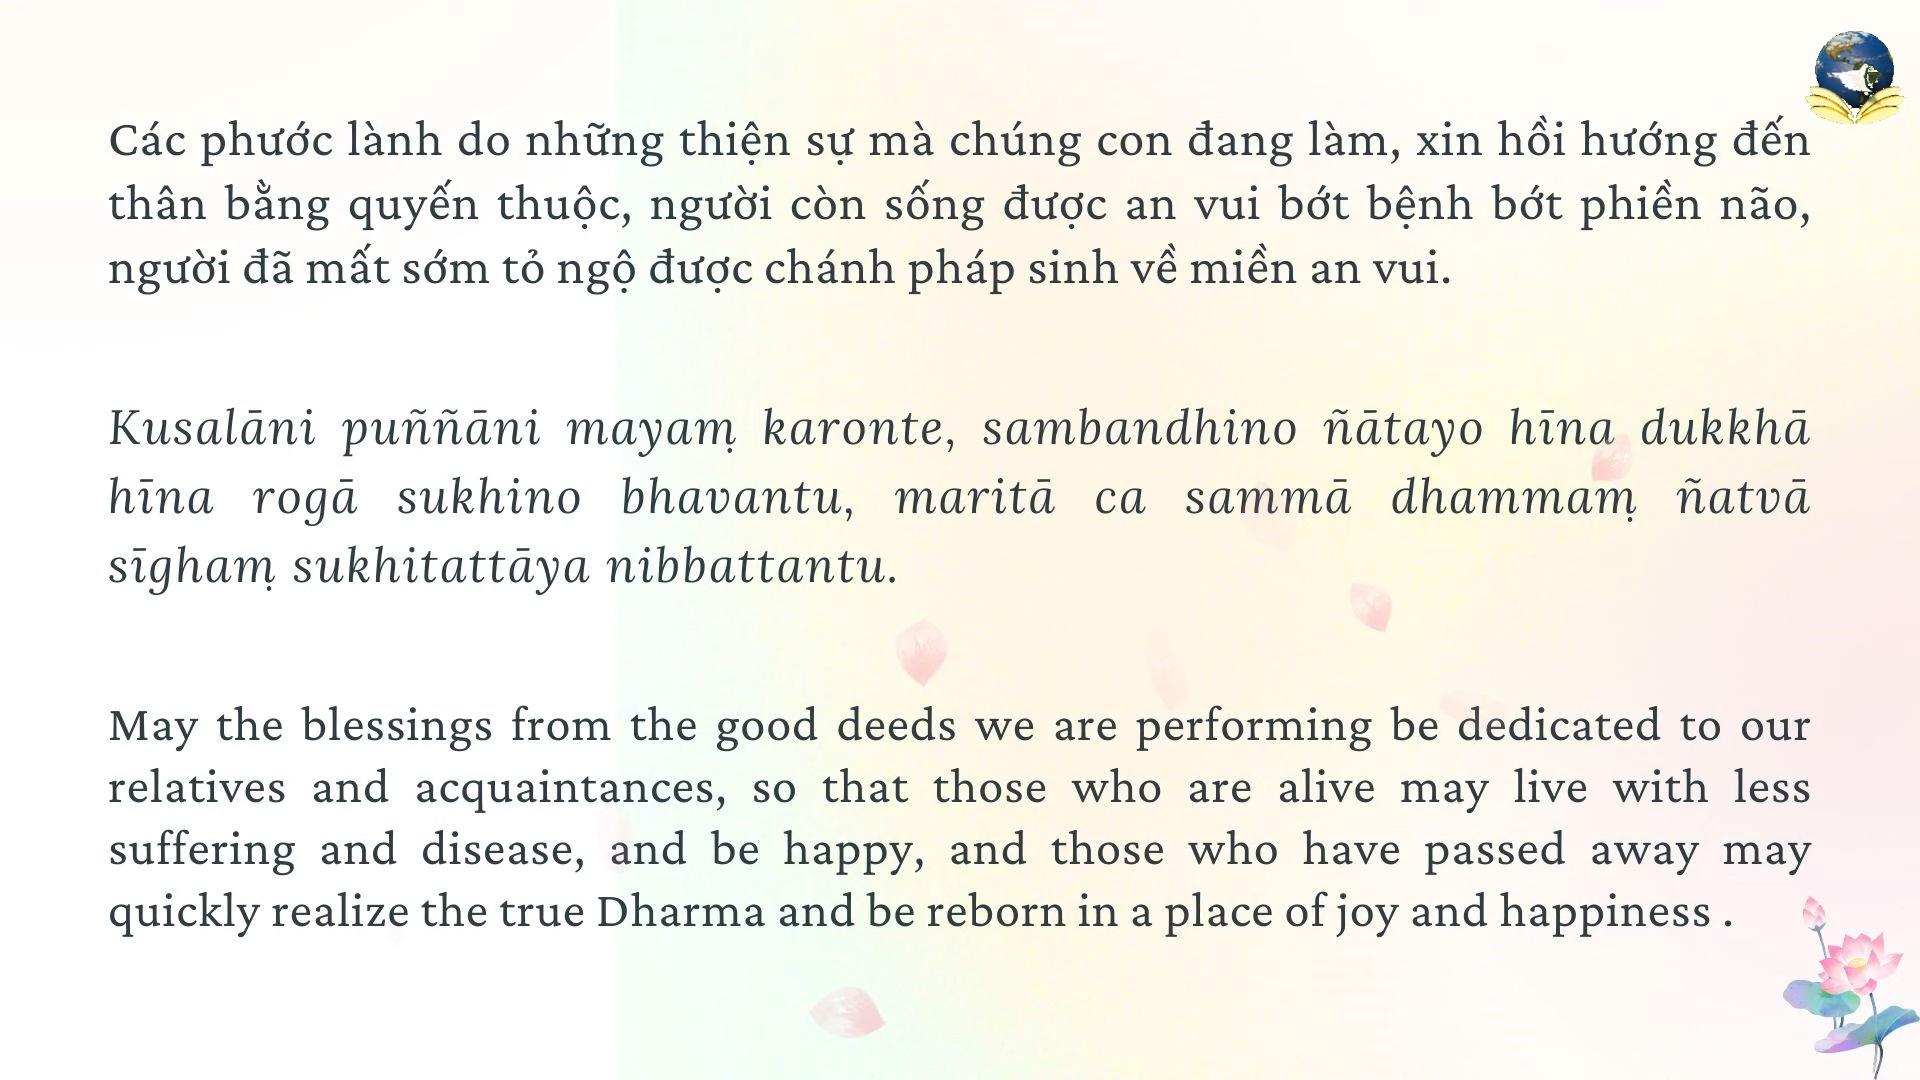 Các phước lành do những thiện sự mà chúng con đang làm, xin hồi hướng đến
thân bằng quyến thuộc, người còn sống được an vui bớt bệnh bớt phiền não,
người đã mất sớm tỏ ngộ được chánh pháp sinh về miền an vui.
Kusalāni puññāni mayaṃ karonte, sambandhino ñātayo hīna dukkhā
hīna rogā sukhino bhavantu, maritā ca sammā dhammaṃ ñatvā
sīghaṃ sukhitattāya nibbattantu.
May the blessings from the good deeds we are performing be dedicated to our
relatives and acquaintances, so that those who are alive may live with less
suffering and disease, and be happy, and those who have passed away may
quickly realize the true Dharma and be reborn in a place of joy and happiness .